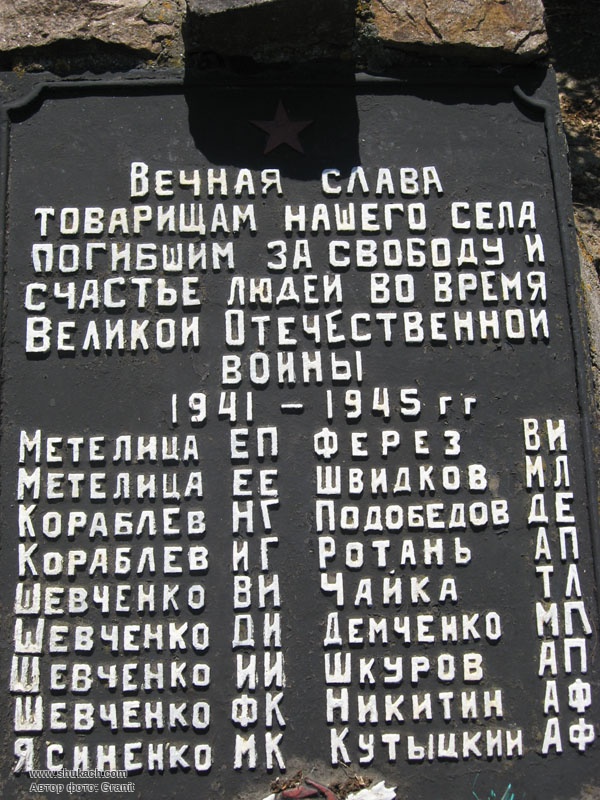 Вечная слава
товарищам нашего села
погибшим за свободу и
счастье людей во время
Великой Отечественной
войны
1941 – 1945 гг
Метелица ЕП Ферез ВИ
Метелица ЕЕ Швидков МЛ
Кораблев НГ Подобедов ДЕ
Кораблев ИГ Ротань АП
Шевченко ВИ Чайка ТЛ
Шевченко ДИ Демченко МП
Шевченко ИИ Шкуров АП
Шевченко ФК Никитин АФ
Ясиненко МК Кутыцкий АФ
www.shukach.com
Автор фото: Granit